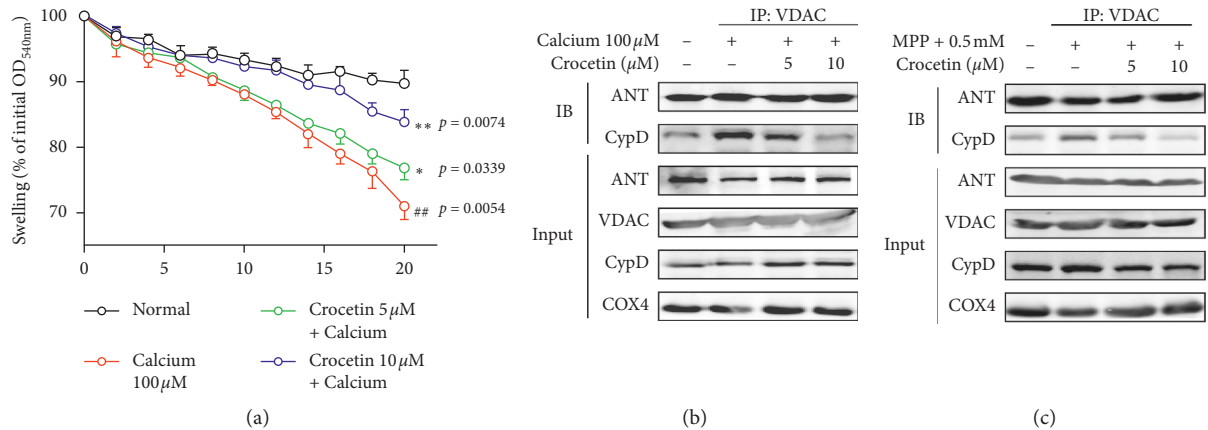 Swelling (% of initial OD540nm)
100
90
80
70
0
5
10
15
20
** p = 0.0074
* p = 0.0339
## p = 0.0054
Normal
Calcium
100 μM
Crocetin 5 μM
+ Calcium
Crocetin 10 μM
+ Calcium
(a)
IP: VDAC
Calcium 100 μM – + + +
Crocetin (μM) – – 5 10
IB
ANT
CypD
Input
ANT
VDAC
CypD
COX4
(b)
IP: VDAC
MPP + 0.5 mM – + + +
Crocetin (μM) – – 5 10
IB
ANT
CypD
Input
ANT
VDAC
CypD
COX4
(c)